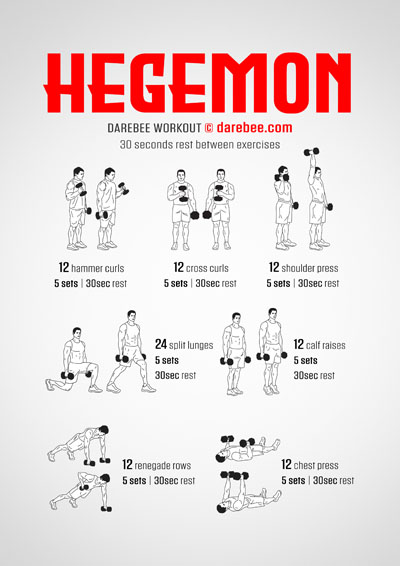 HEGEMON
DAREBEE WORKOUT © darebee.com
30 seconds rest between exercises
12 hammer curls
5 sets | 30sec rest
12 cross curls
5 sets | 30sec rest
12 shoulder press
5 sets | 30sec rest
24 split lunges
5 sets
30sec rest
12 calf raises
5 sets
30sec rest
12 renegade rows
5 sets | 30sec rest
12 chest press
5 sets | 30sec rest